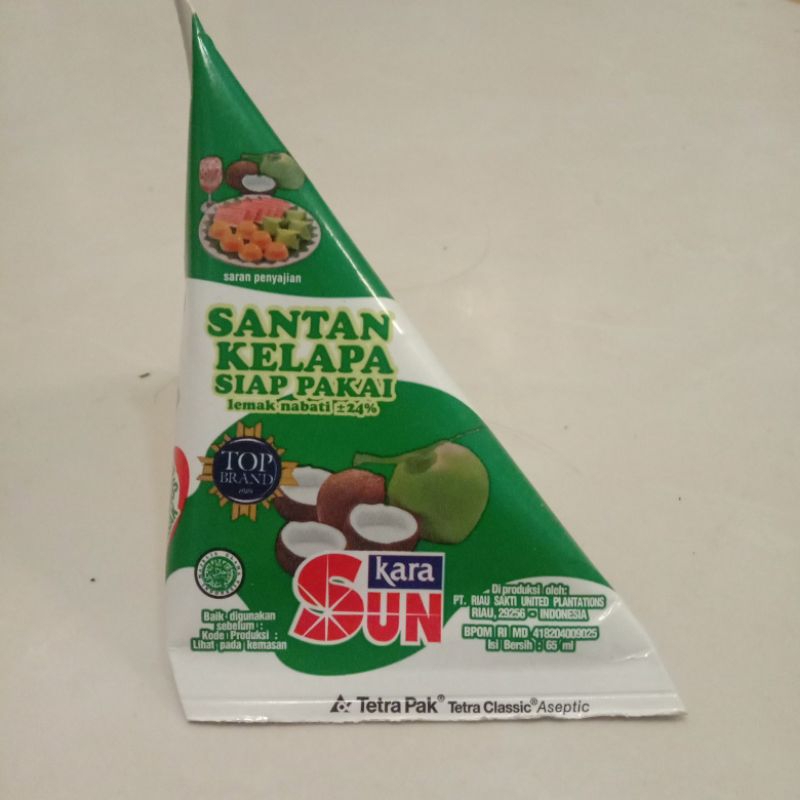 saran penyajian
SANTAN
KELAPA
SIAP PAKAI
lemak nabati ±24%
TOP
BRAND
kara
SUN
Baik digunakan
sebelum :
Kode Produksi :
Lihat pada kemasan
Di produksi oleh:
PT. RIAU SAKTI UNITED PLANTATIONS
RIAU, 29256 - INDONESIA
BPOM RI MD 418204009025
Isi Bersih : 65 ml
Tetra Pak® Tetra Classic® Aseptic